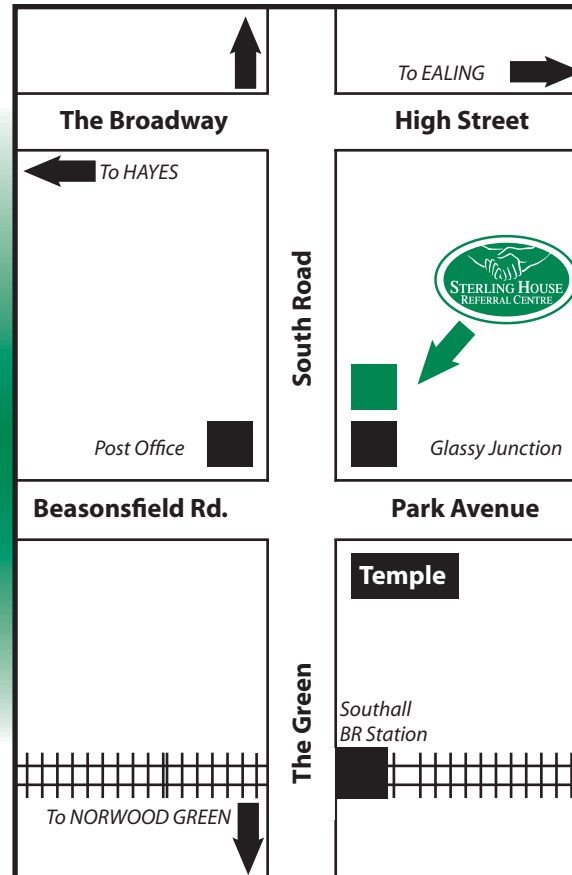 To EALING
The Broadway
High Street
To HAYES
South Road
STERLING HOUSE
REFERRAL CENTRE
Post Office
Glassy Junction
Beasonsfield Rd.
Park Avenue
Temple
The Green
Southall
BR Station
To NORWOOD GREEN